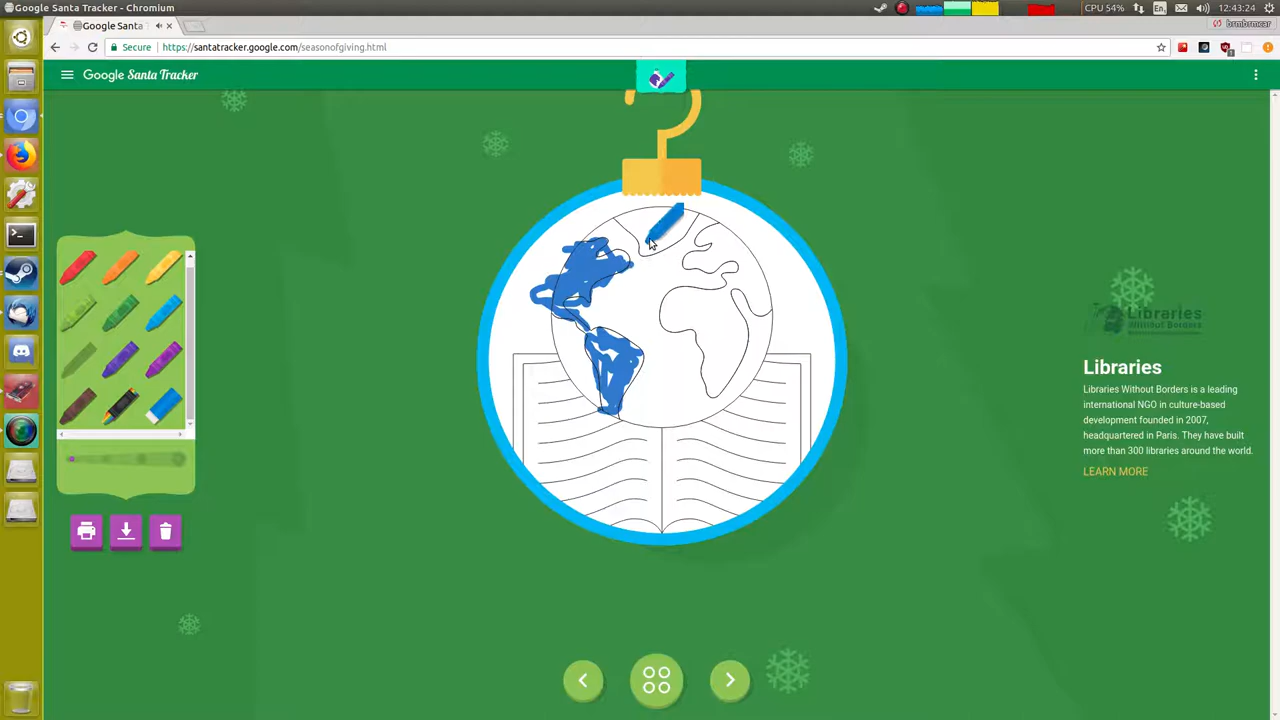 Google Santa Tracker - Chromium
CPU 54%
En
12:43:24
Google Santa
brmbrmcar
Secure
https://santatracker.google.com/seasonofgiving.html
Google Santa Tracker
Libraries
Without Borders
Libraries
Libraries Without Borders is a leading
international NGO in culture-based
development founded in 2007,
headquartered in Paris. They have built
more than 300 libraries around the world.
LEARN MORE